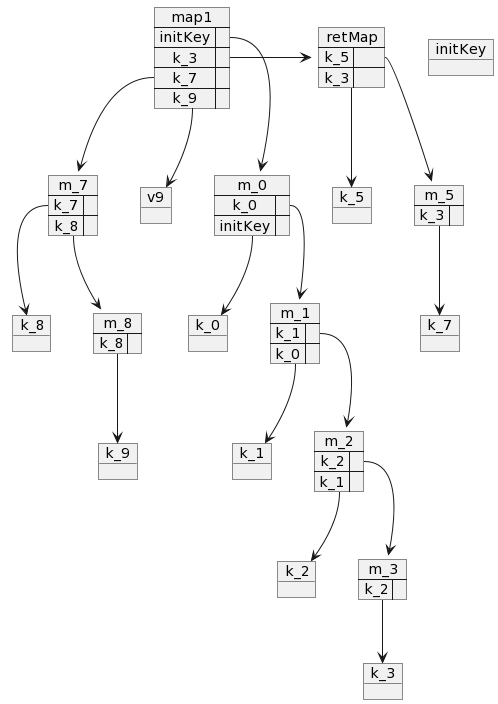 map1
initKey
k_3
k_7
k_9
retMap
k_5
k_3
initKey
m_7
k_7
k_8
v9
m_0
k_0
initKey
k_5
m_5
k_3
k_8
m_8
k_8
k_0
m_1
k_1
k_0
k_7
k_9
k_1
m_2
k_2
k_1
k_2
m_3
k_2
k_3